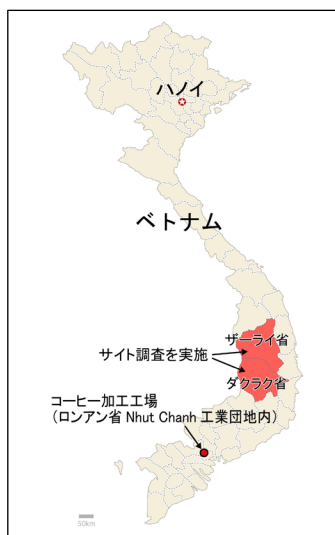 ハノイ
ベトナム
ザーライ省
サイト調査を実施
ダクラク省
コーヒー加工工場
（ロンアン省 Nhut Chanh 工業団地内）
50km